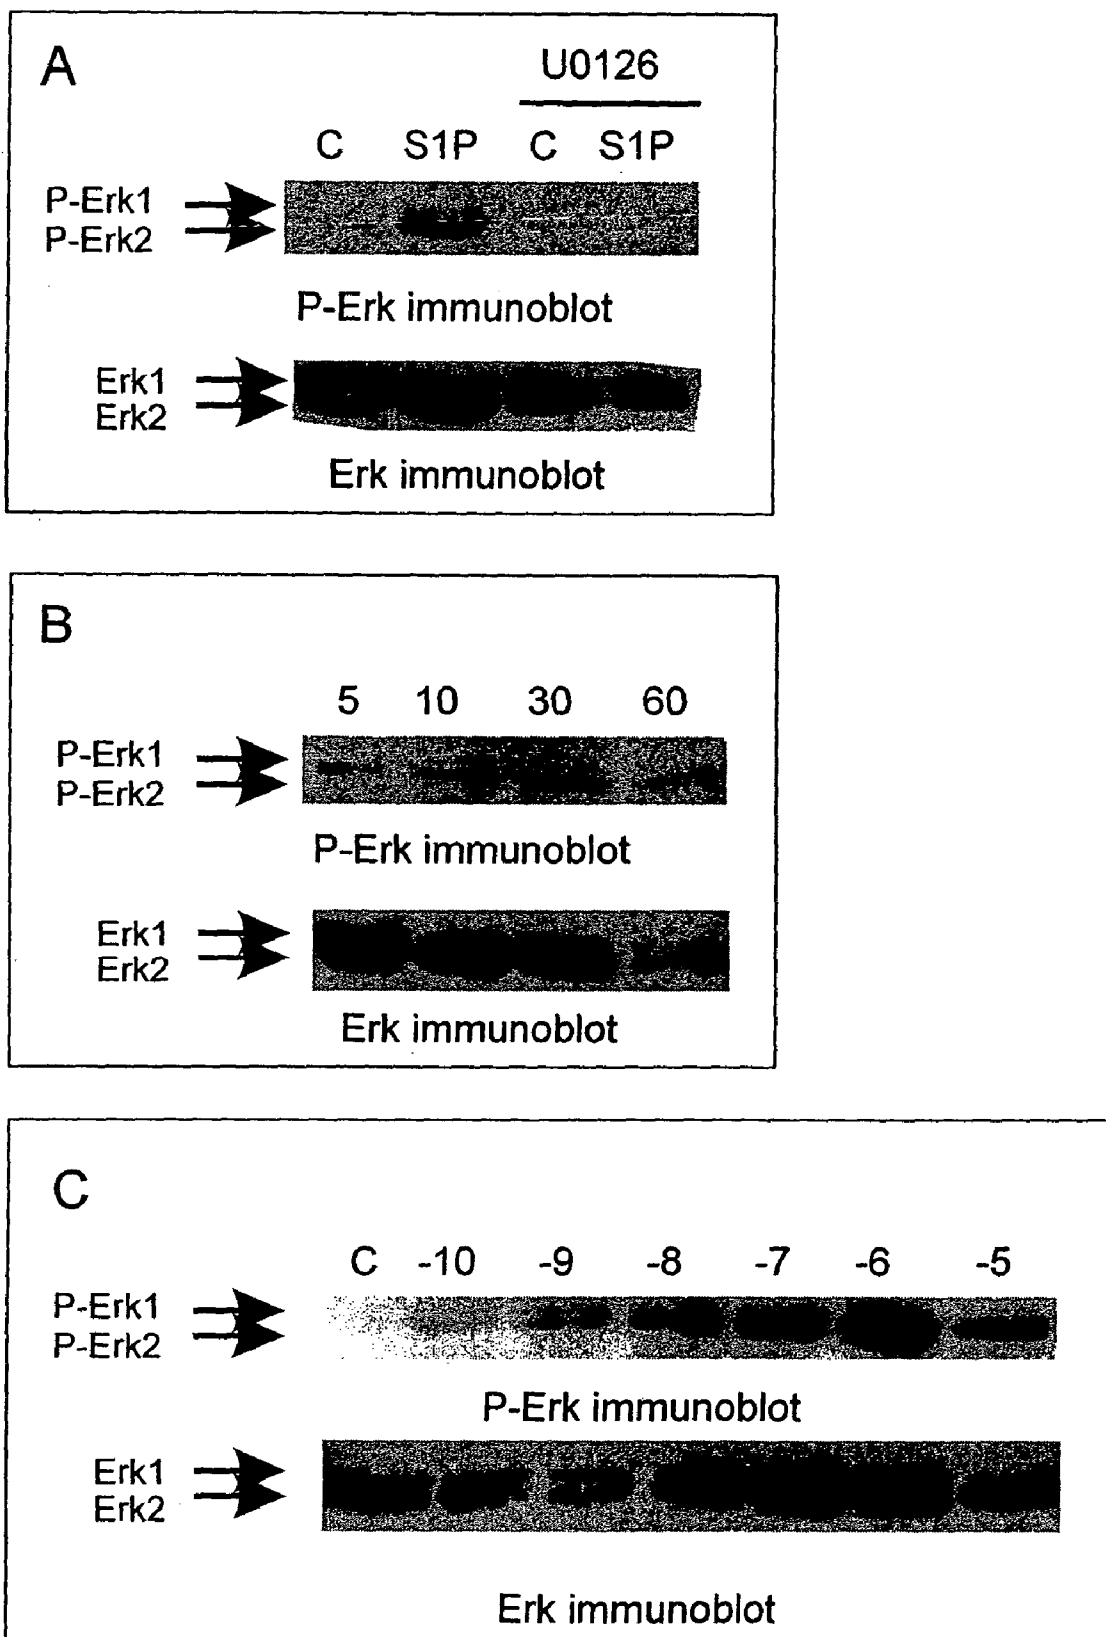 A
U0126
C S1P C S1P
P-Erk1
P-Erk2
P-Erk immunoblot
Erk1
Erk2
Erk immunoblot
B
5 10 30 60
P-Erk1
P-Erk2
P-Erk immunoblot
Erk1
Erk2
Erk immunoblot
C
C -10 -9 -8 -7 -6 -5
P-Erk1
P-Erk2
P-Erk immunoblot
Erk1
Erk2
Erk immunoblot